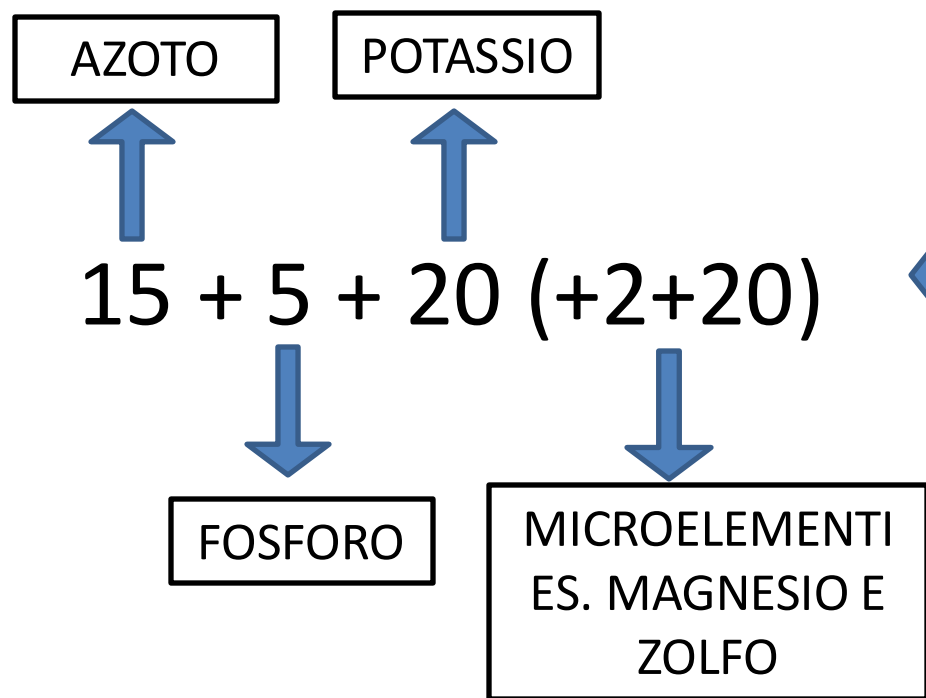 AZOTO
POTASSIO
15 + 5 + 20 (+2+20)
FOSFORO
MICROELEMENTI
ES. MAGNESIO E
ZOLFO